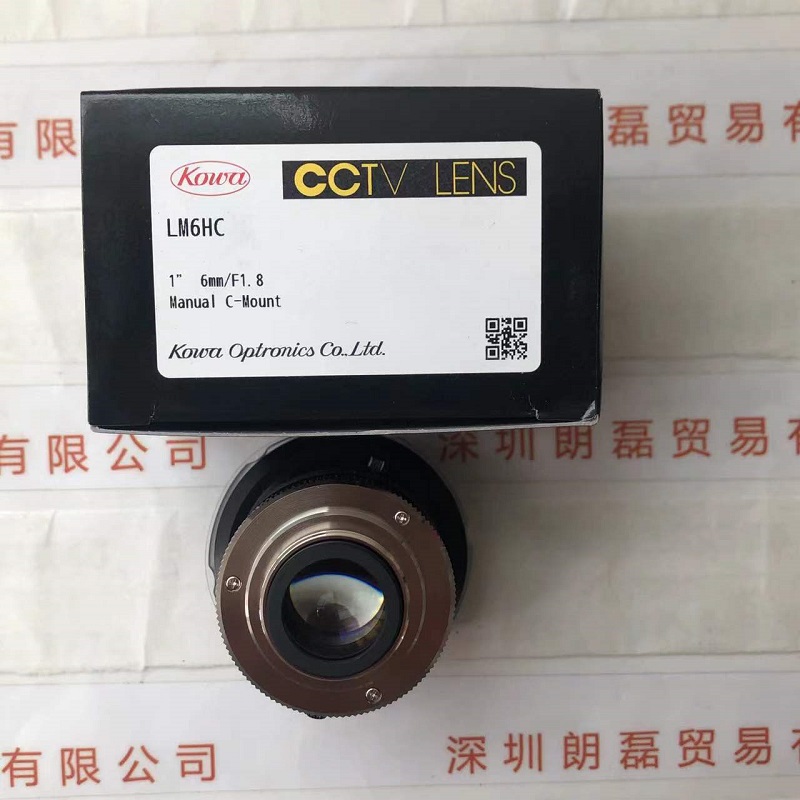 有限
磊贸易有
Kowa
CCTV LENS
LM6HC
1" 6mm/F1.8
Manual C-Mount
Kowa Optronics Co.,Ltd.
有限公司
深圳朗磊贸易有
有限公司
深圳朗磊贸易有